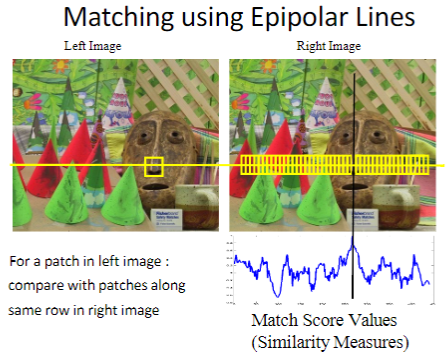 Matching using Epipolar Lines
Left Image
Right Image
For a patch in left image :
compare with patches along
same row in right image
Match Score Values
(Similarity Measures)